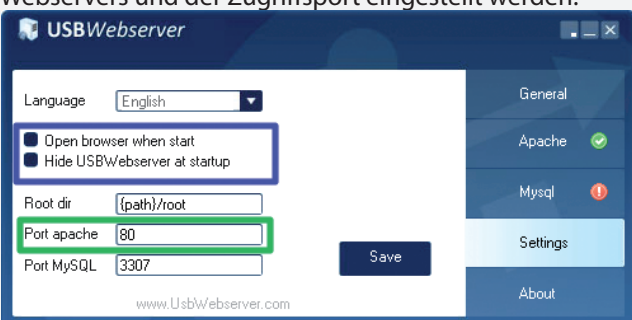 Webservers und der Zugriffsport eingestellt werden.
USBWebserver
Language English
Open browser when start
Hide USBWebserver at startup
Root dir {path}/root
Port apache 80
Port MySQL 3307
Save
www.UsbWebserver.com
General
Apache
Mysql
Settings
About